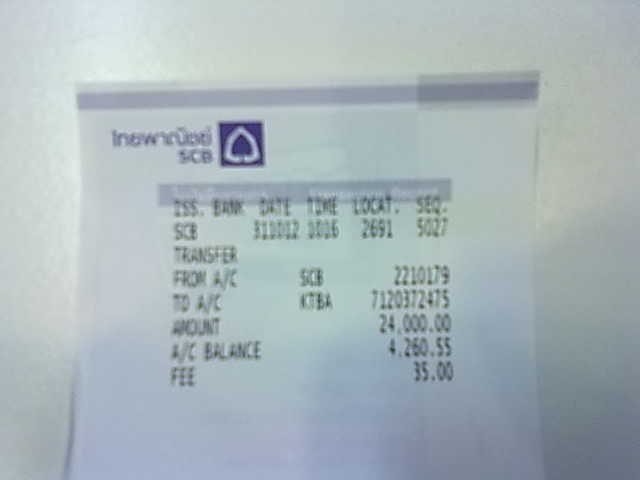 ไทยพาณิชย์
SCB
ISS. BANK DATE TIME LOCAT. SEQ.
SCB 311012 1016 2691 5027
TRANSFER
FROM A/C SCB 2210179
TO A/C KTBA 7120372475
AMOUNT 24,000.00
A/C BALANCE 4,260.55
FEE 35.00